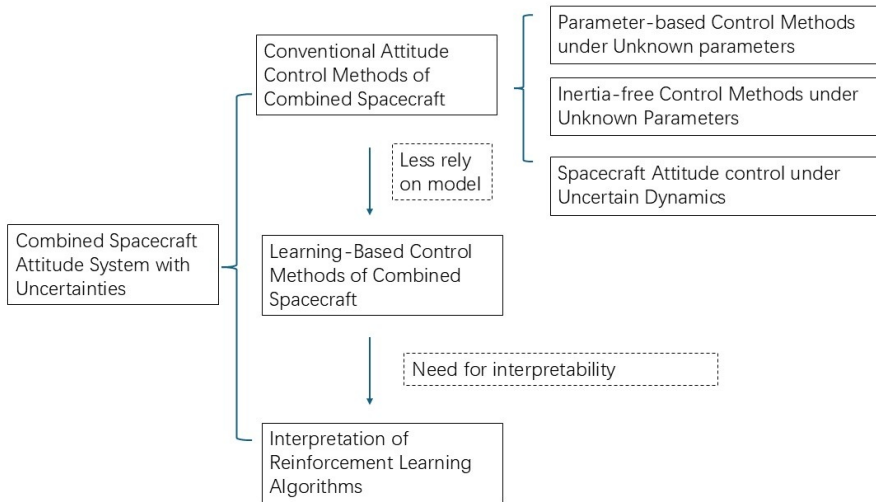 Conventional Attitude
Control Methods of
Combined Spacecraft
Parameter-based Control Methods
under Unknown parameters
Inertia-free Control Methods under
Unknown Parameters
Spacecraft Attitude control under
Uncertain Dynamics
Less rely
on model
Combined Spacecraft
Attitude System with
Uncertainties
Learning-Based Control
Methods of Combined
Spacecraft
Need for interpretability
Interpretation of
Reinforcement Learning
Algorithms